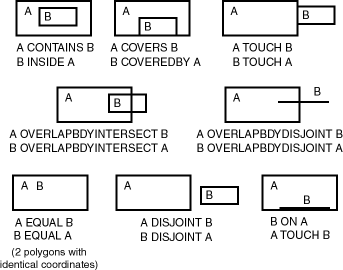 A B A B A B
A CONTAINS B A COVERS B A TOUCH B
B INSIDE A B COVEREDBY A B TOUCH A
A B A B
A OVERLAPBDYINTERSECT B A OVERLAPBDYDISJOINT B
B OVERLAPBDYINTERSECT A B OVERLAPBDYDISJOINT A
A B A B A B
A EQUAL B A DISJOINT B B ON A
B EQUAL A B DISJOINT A A TOUCH B
(2 polygons with
identical coordinates)